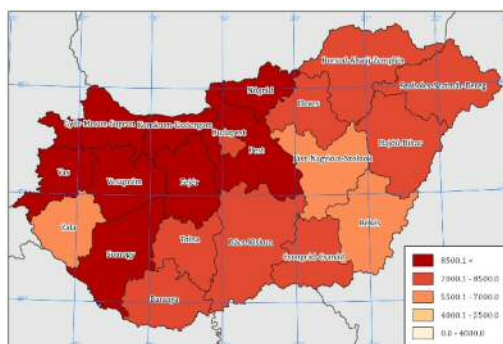 Borsod-Abaúj-Zemplén
Szabolcs-Szatmár-Bereg
Nógrád
Heves
Győr-Moson-Sopron
Komárom-Esztergom
Budapest
Hajdú-Bihar
Pest
Jász-Nagykun-Szolnok
Vas
Veszprém
Fejér
Zala
Békés
Tolna
Bács-Kiskun
Somogy
Csongrád-Csanád
Baranya
8500.1 <
7000.1 - 8500.0
5500.1 - 7000.0
4000.1 - 5500.0
0.0 - 4000.0